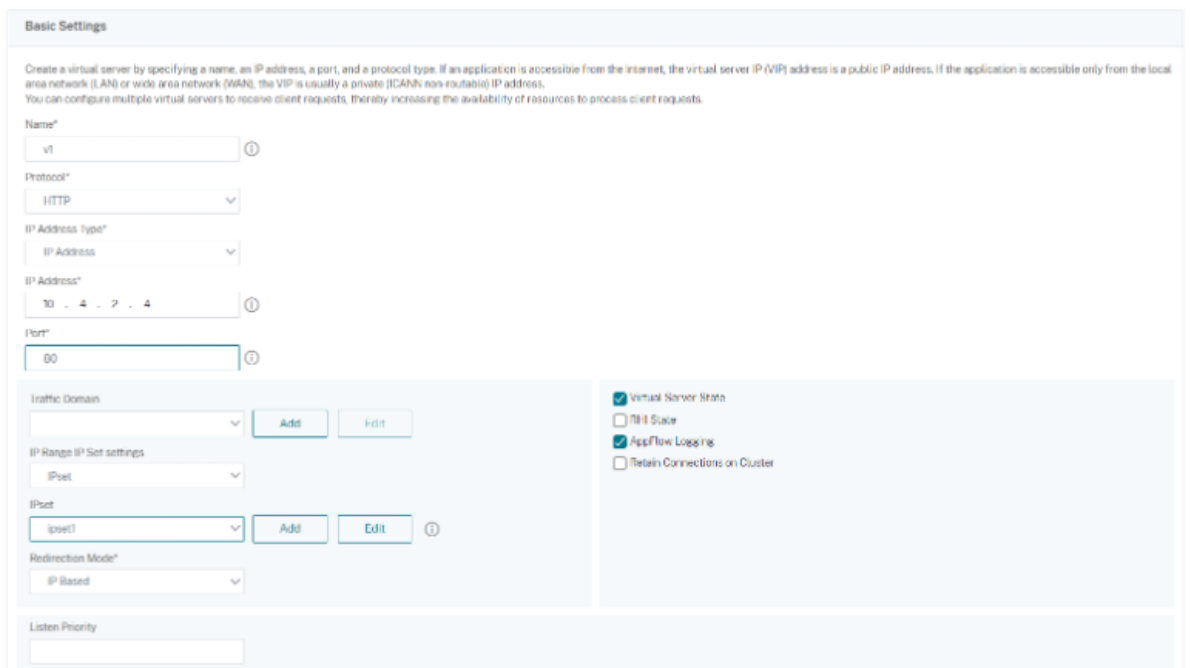 Basic Settings
Create a virtual server by specifying a name, an IP address, a port, and a protocol type. If an application is accessible from the Internet, the virtual server IP (VIP) address is a public IP address. If the application is accessible only from the local
area network (LAN) or wide area network (WAN), the VIP is usually a private (ICANN non-routable) IP address.
You can configure multiple virtual servers to receive client requests, thereby increasing the availability of resources to process client requests.
Name*
v1
Protocol*
HTTP
IP Address Type*
IP Address
IP Address*
10 . 4 . 2 . 4
Port*
80
Traffic Domain
Add Edit
IP Range IP Set settings
IPset
IPset
ipset1
Add Edit
Redirection Mode*
IP Based
Listen Priority
Virtual Server State
RHI State
AppFlow Logging
Retain Connections on Cluster